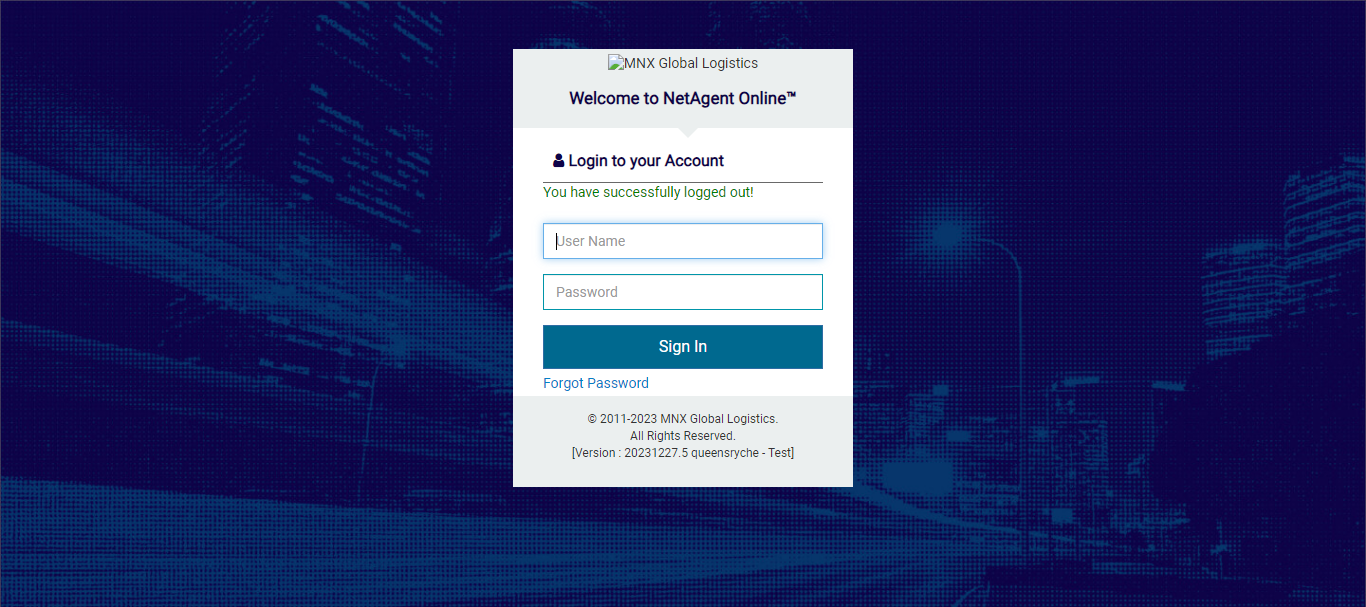 MNX Global Logistics
Welcome to NetAgent Online™
Login to your Account
You have successfully logged out!
User Name
Password
Sign In
Forgot Password
© 2011-2023 MNX Global Logistics.
All Rights Reserved.
[Version : 20231227.5 queensryche - Test]